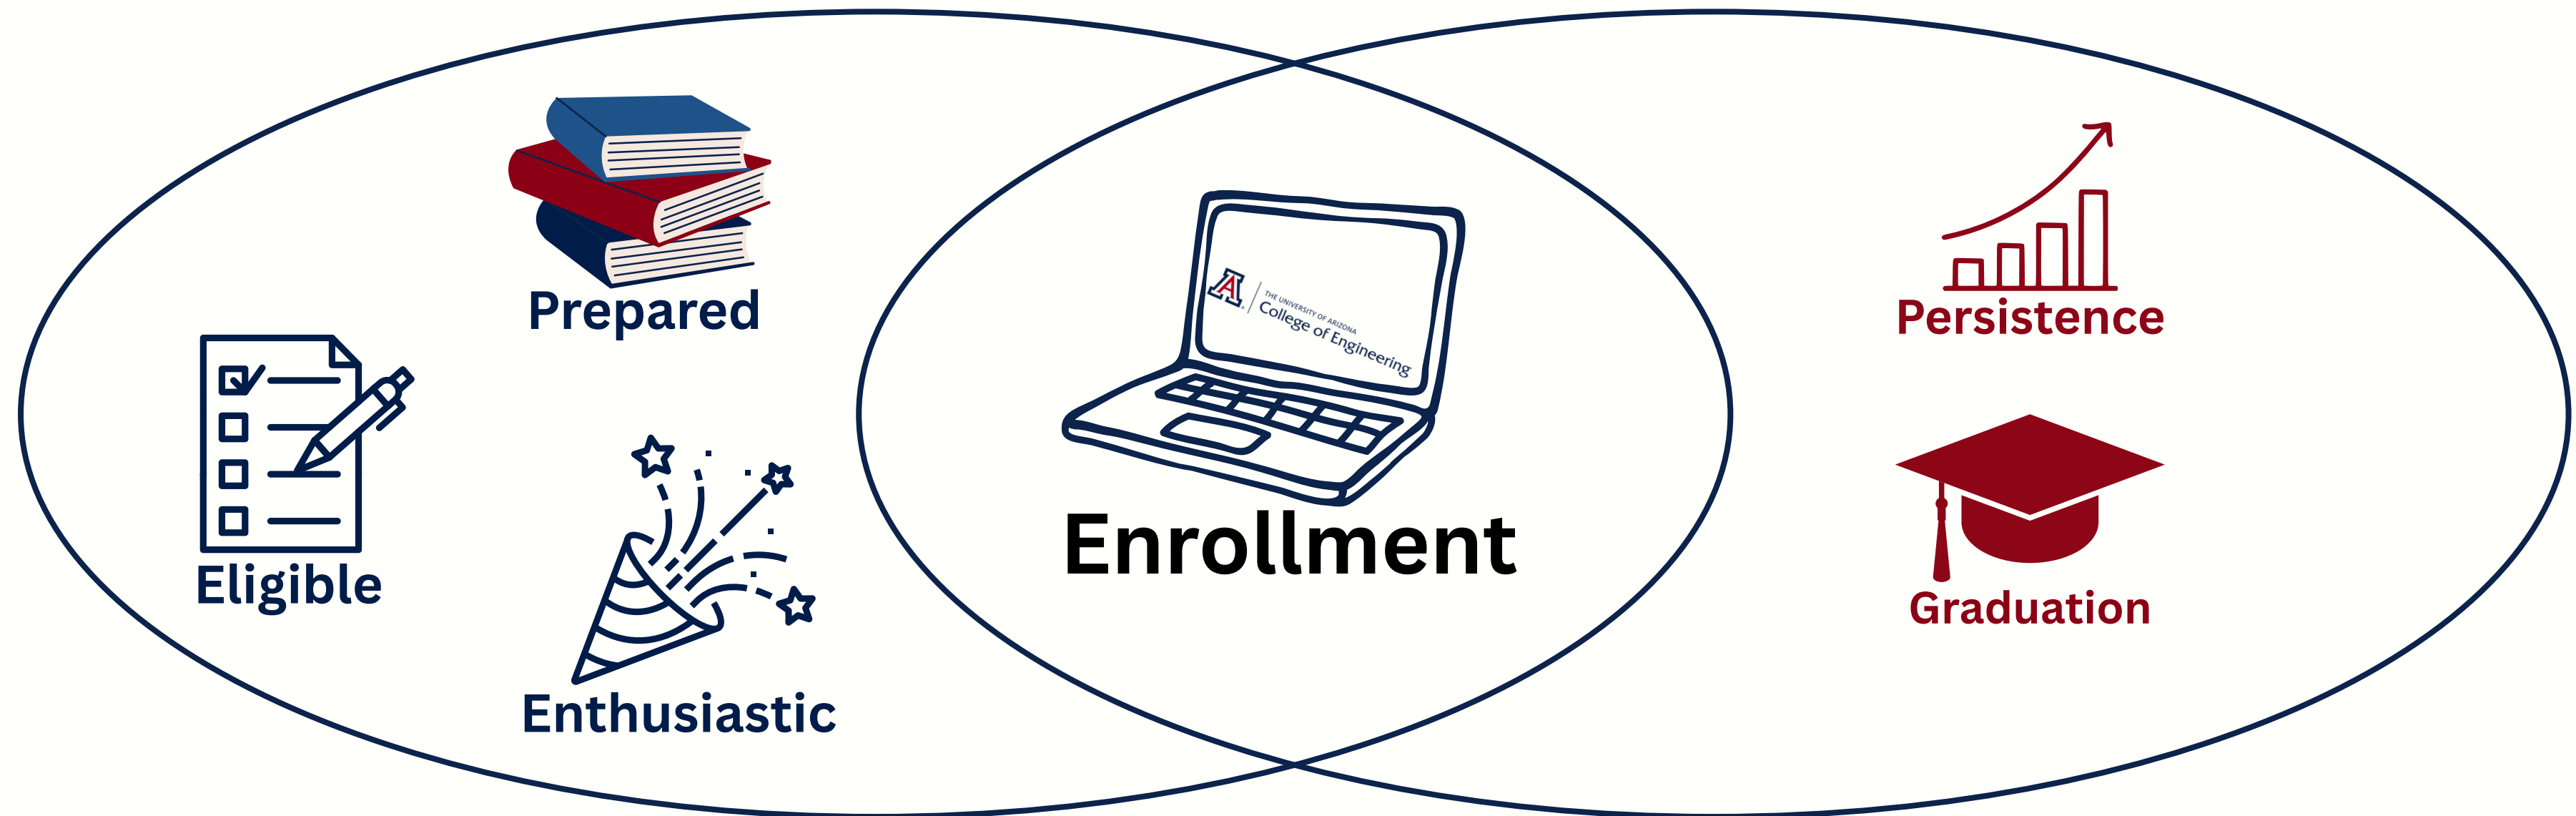 Prepared
Eligible
Enthusiastic
A
THE UNIVERSITY OF ARIZONA
College of Engineering
Enrollment
Persistence
Graduation